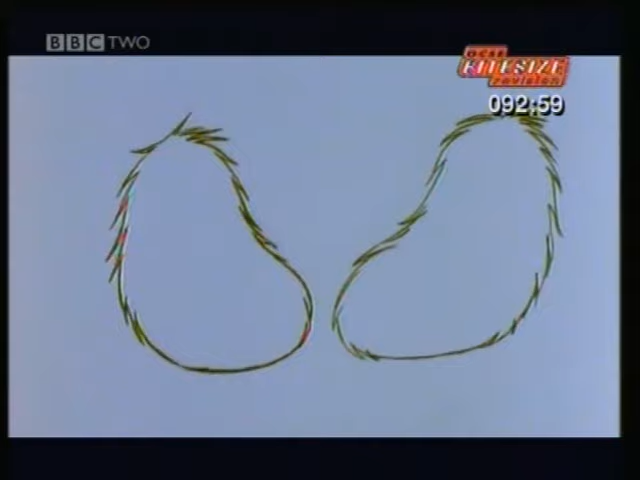 BBC TWO
GCSE
BITESIZE
revision
092:59